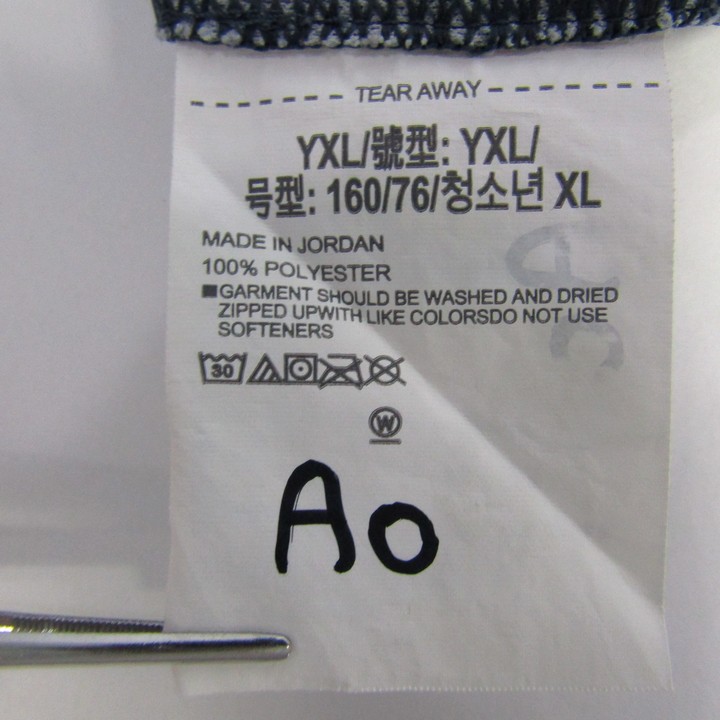 TEAR AWAY
YXL/號型: YXL/
号型: 160/76/청소년 XL
MADE IN JORDAN
100% POLYESTER
■GARMENT SHOULD BE WASHED AND DRIED
ZIPPED UPWITH LIKE COLORSDO NOT USE
SOFTENERS
30
W
AO